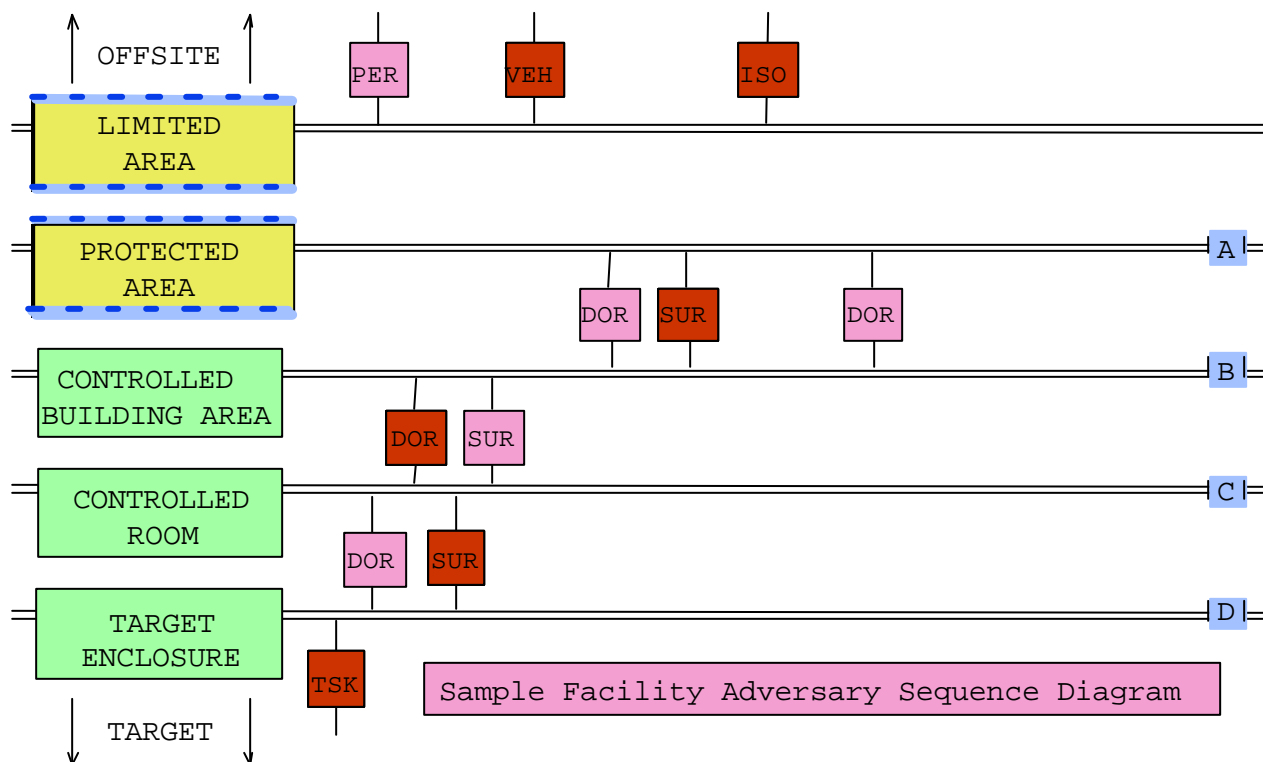 OFFSITE
PER VEH ISO
LIMITED
AREA
PROTECTED
AREA
A
DOR SUR DOR
CONTROLLED
BUILDING AREA
B
DOR SUR
CONTROLLED
ROOM
C
DOR SUR
TARGET
ENCLOSURE
D
TSK
Sample Facility Adversary Sequence Diagram
TARGET